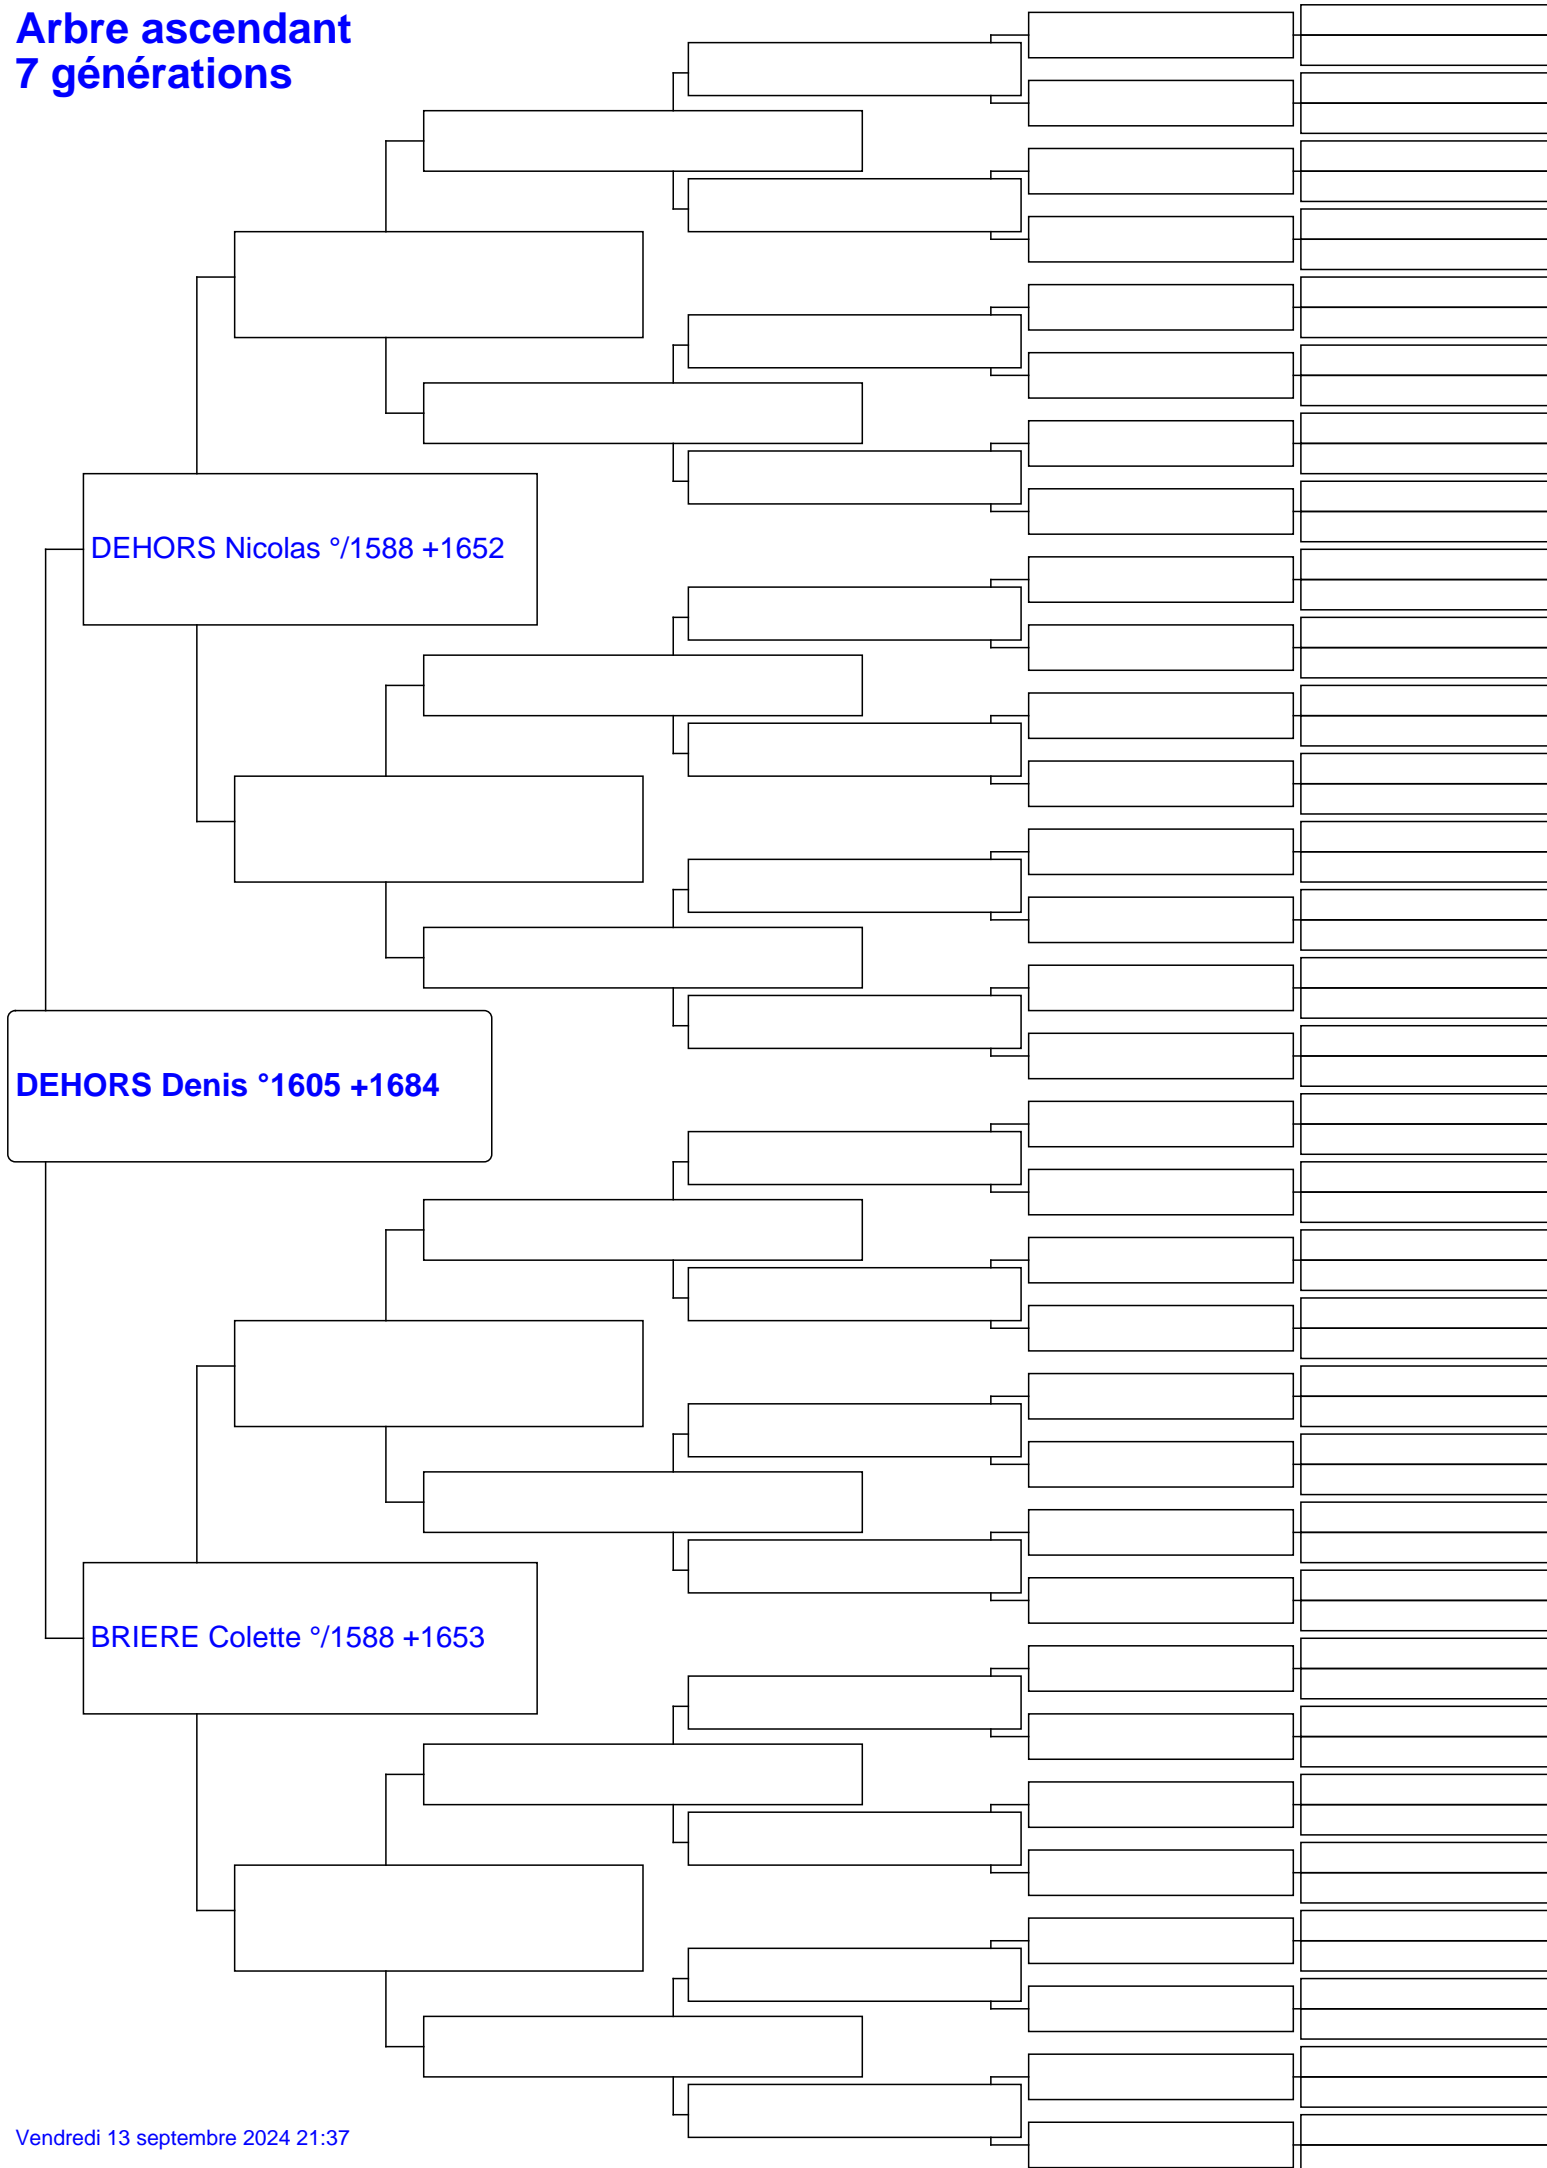 Arbre ascendant
7 générations
DEHORS Nicolas °/1588 +1652
DEHORS Denis °1605 +1684
BRIERE Colette °/1588 +1653
Vendredi 13 septembre 2024 21:37